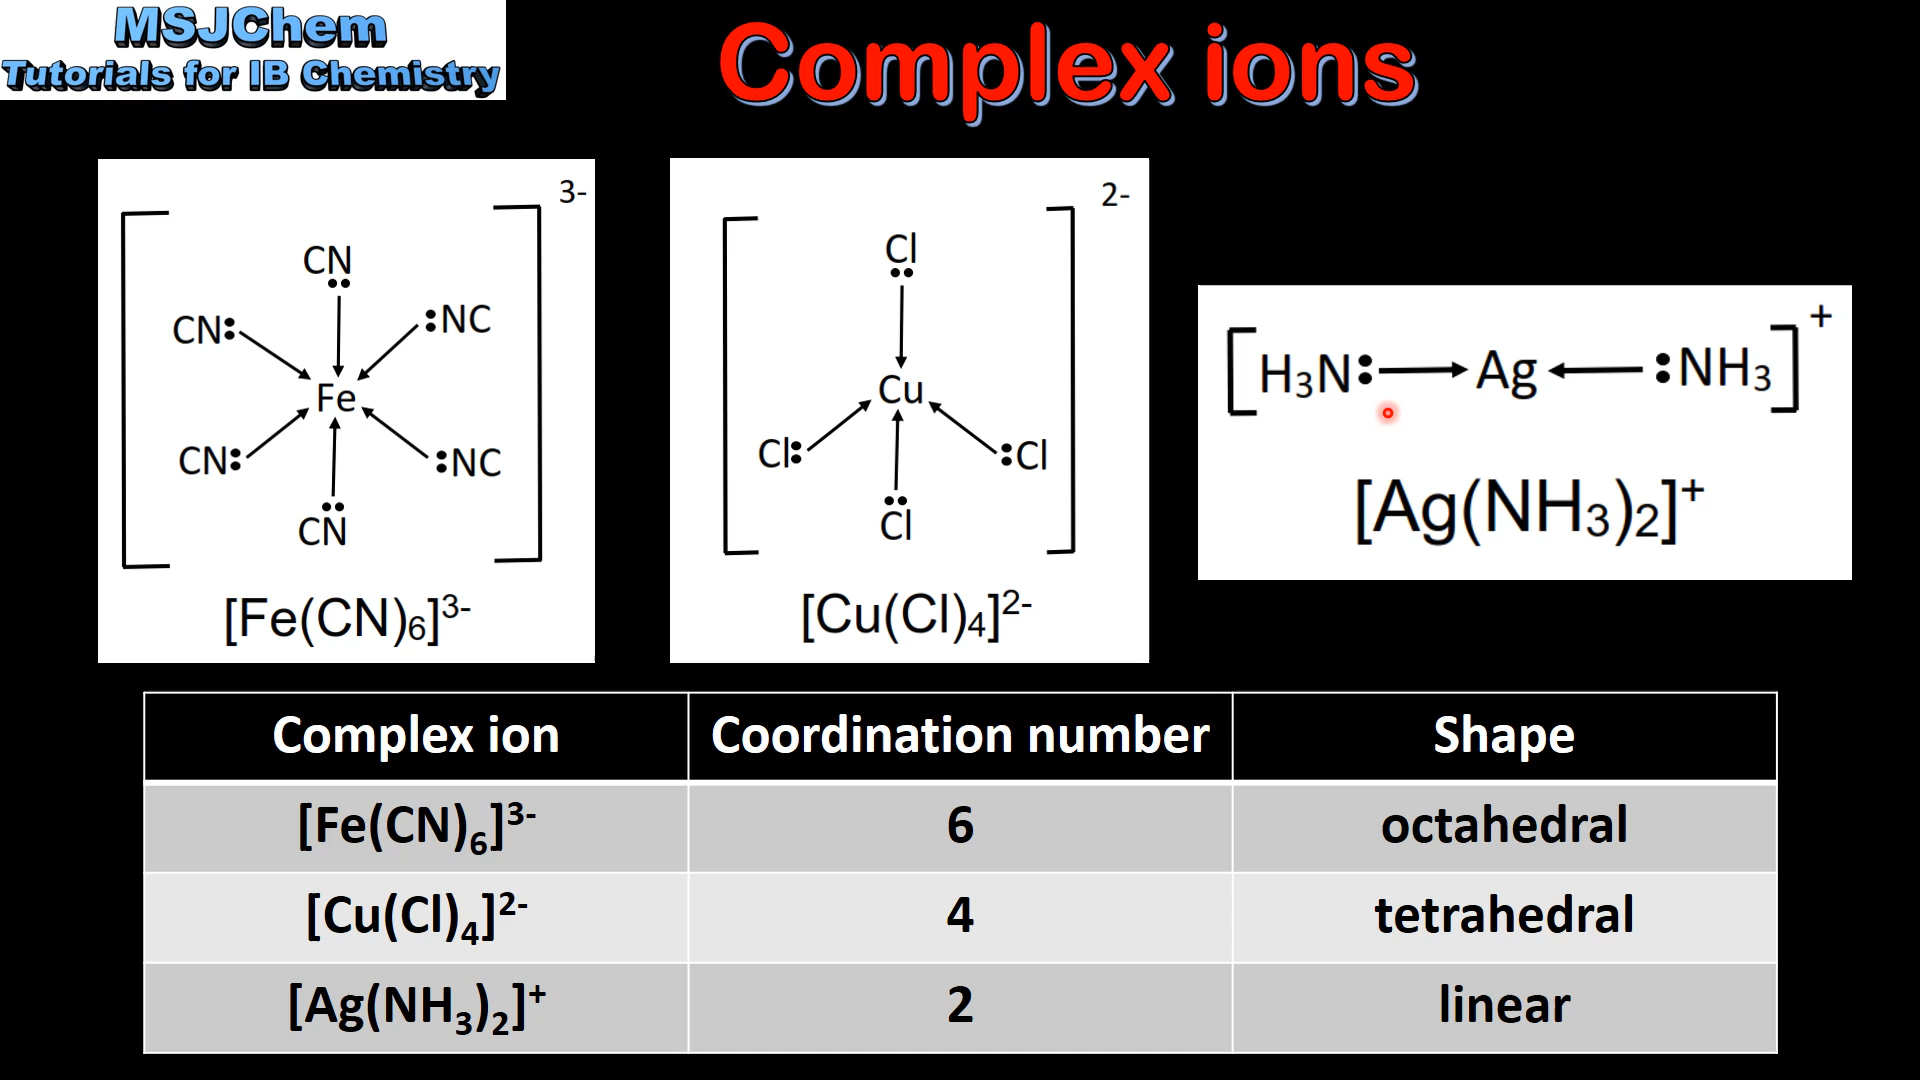 MSJChem
Tutorials for IB Chemistry
Complex ions
3-
CN
CN:
:NC
Fe
CN:
:NC
CN
[Fe(CN)₆]³⁻
2-
Cl
Cu
Cl:
:Cl
Cl
[Cu(Cl)₄]²⁻
[H₃N: → Ag ← :NH₃]⁺
[Ag(NH₃)₂]⁺
Complex ion Coordination number Shape
[Fe(CN)₆]³⁻ 6 octahedral
[Cu(Cl)₄]²⁻ 4 tetrahedral
[Ag(NH₃)₂]⁺ 2 linear